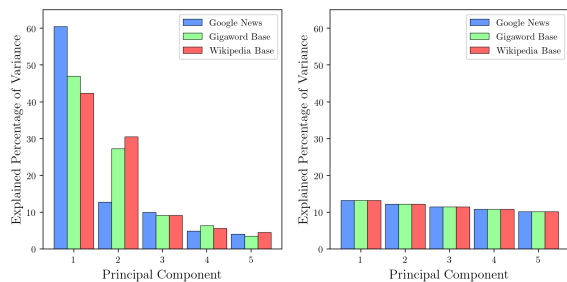 Explained Percentage of Variance
60
50
40
30
20
10
0
Google News
Gigaword Base
Wikipedia Base
1 2 3 4 5
Principal Component
Explained Percentage of Variance
60
50
40
30
20
10
0
Google News
Gigaword Base
Wikipedia Base
1 2 3 4 5
Principal Component